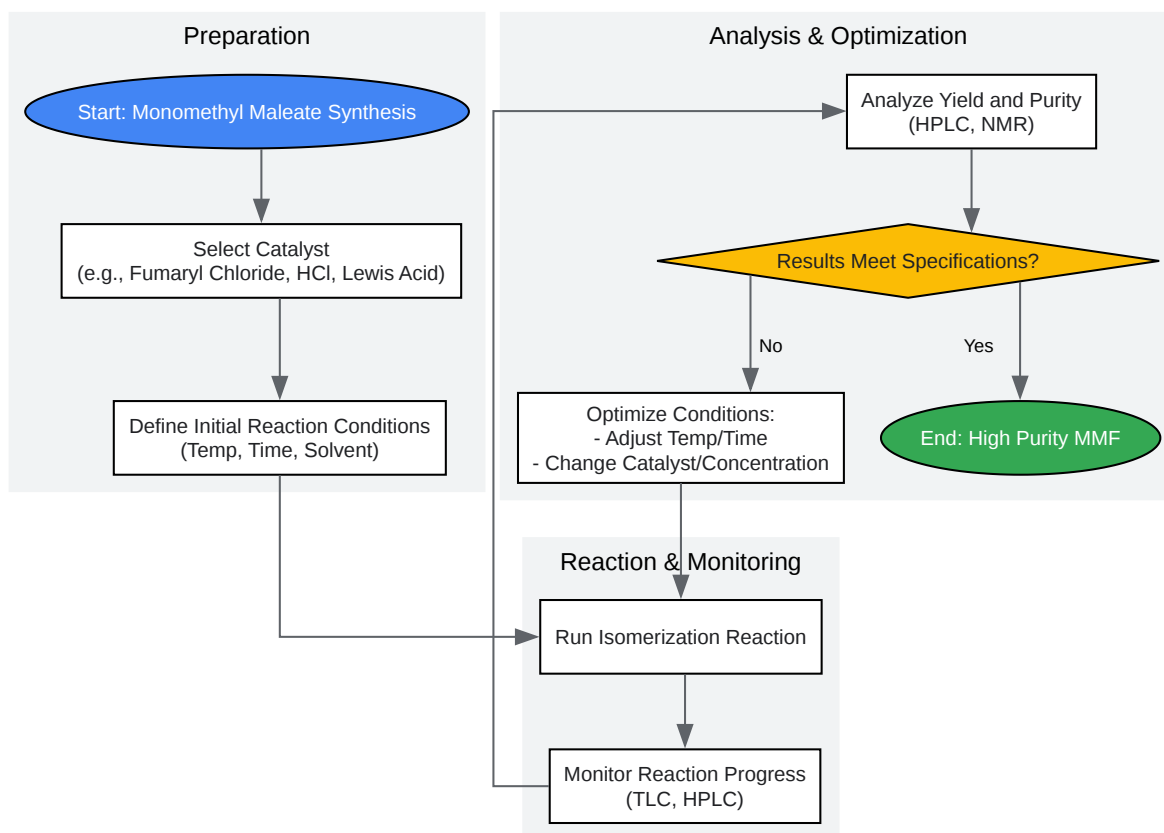 Preparation
Start: Monomethyl Maleate Synthesis
Select Catalyst
(e.g., Fumaryl Chloride, HCl, Lewis Acid)
Define Initial Reaction Conditions
(Temp, Time, Solvent)
Analysis & Optimization
Analyze Yield and Purity
(HPLC, NMR)
Results Meet Specifications?
No
Yes
Optimize Conditions:
- Adjust Temp/Time
- Change Catalyst/Concentration
End: High Purity MMF
Reaction & Monitoring
Run Isomerization Reaction
Monitor Reaction Progress
(TLC, HPLC)